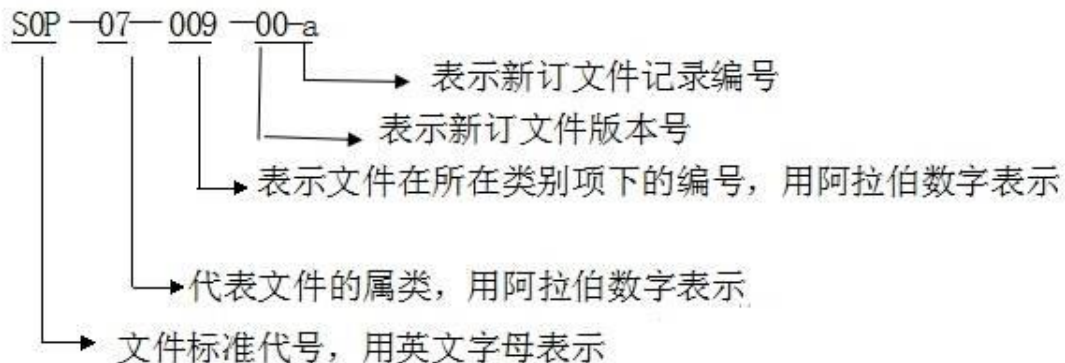 SOP—07—009—00-a
表示新订文件记录编号
表示新订文件版本号
表示文件在所在类别项下的编号，用阿拉伯数字表示
代表文件的属类，用阿拉伯数字表示
文件标准代号，用英文字母表示